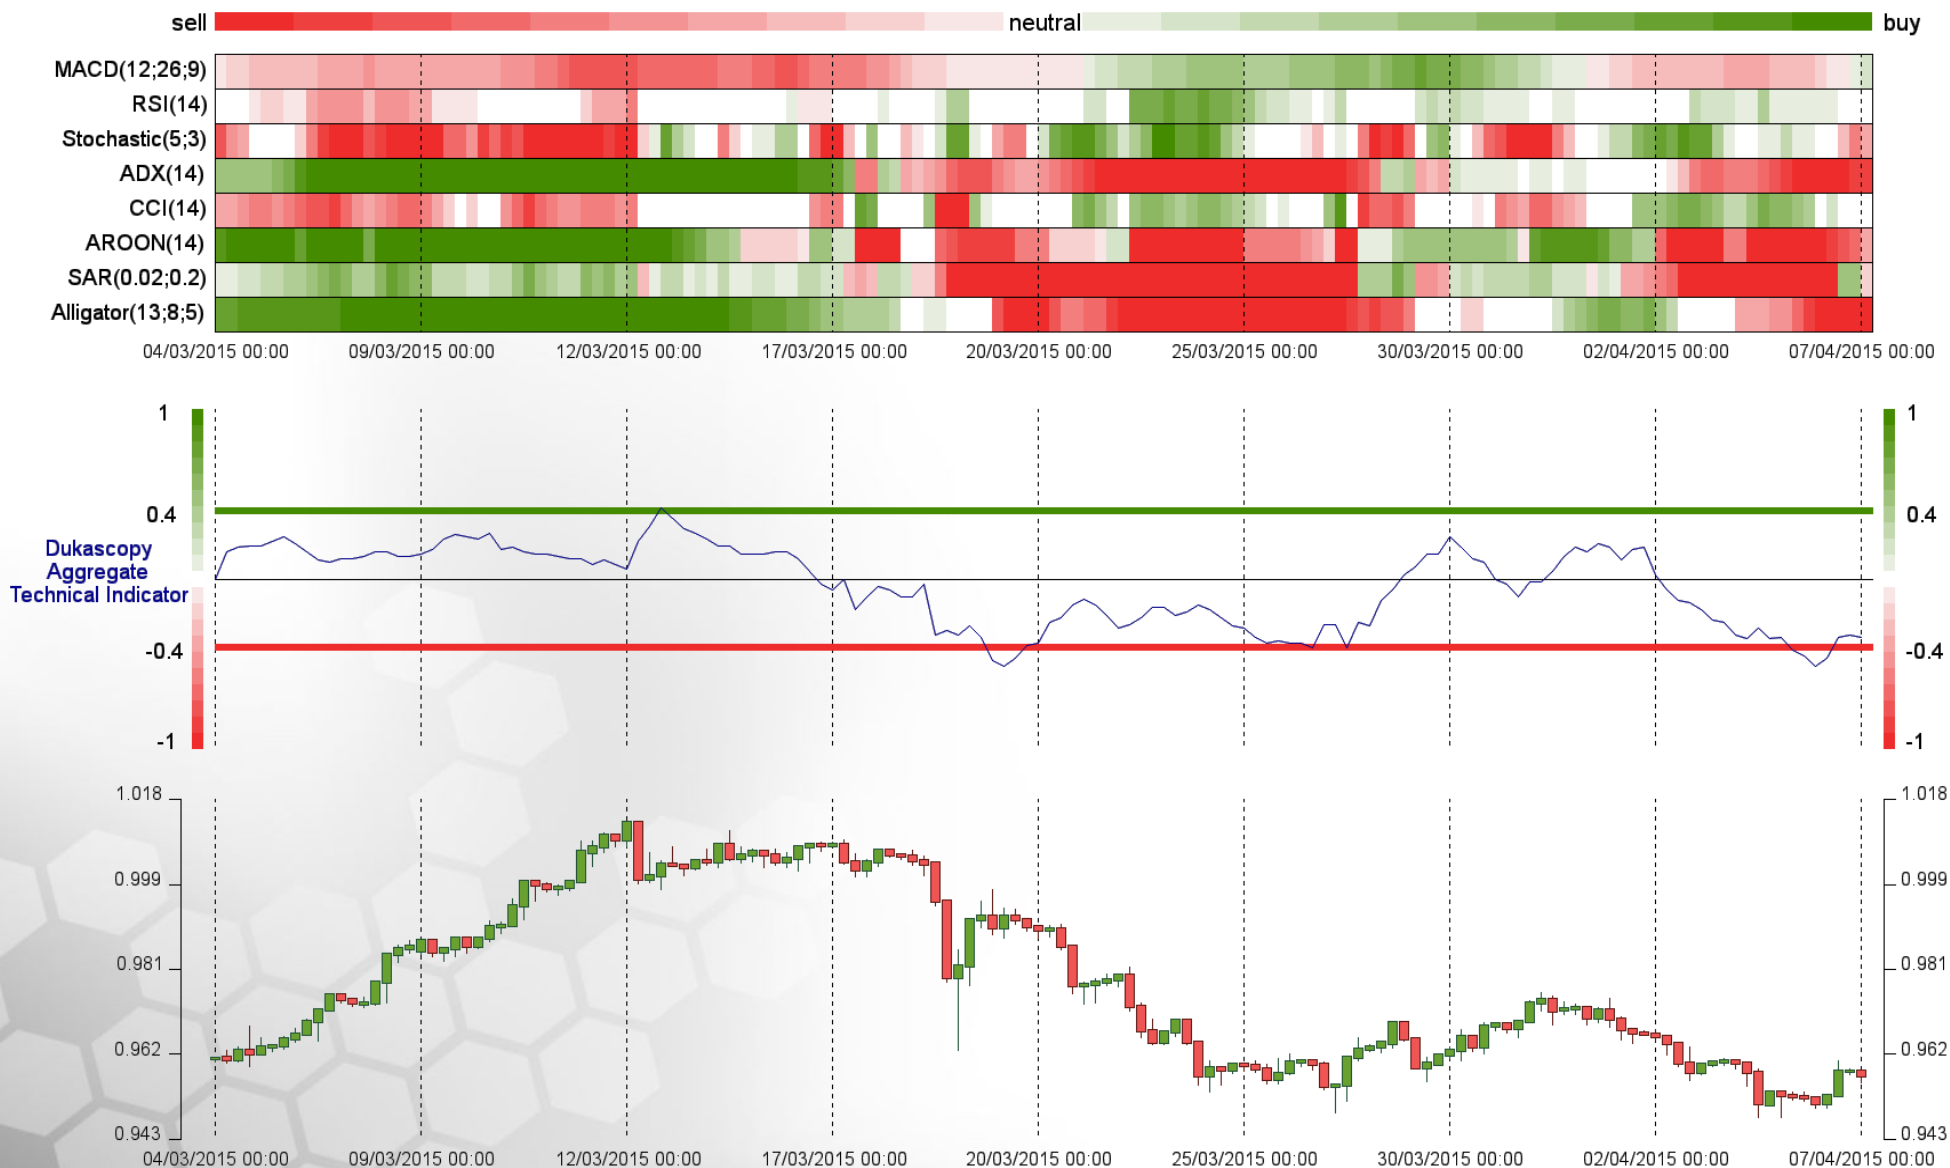 sell neutral buy
MACD(12;26;9)
RSI(14)
Stochastic(5;3)
ADX(14)
CCI(14)
AROON(14)
SAR(0.02;0.2)
Alligator(13;8;5)
04/03/2015 00:00 09/03/2015 00:00 12/03/2015 00:00 17/03/2015 00:00 20/03/2015 00:00 25/03/2015 00:00 30/03/2015 00:00 02/04/2015 00:00 07/04/2015 00:00
1 1
0.4 0.4
Dukascopy
Aggregate
Technical Indicator
-0.4 -0.4
-1 -1
1.018 1.018
0.999 0.999
0.981 0.981
0.962 0.962
0.943 0.943
04/03/2015 00:00 09/03/2015 00:00 12/03/2015 00:00 17/03/2015 00:00 20/03/2015 00:00 25/03/2015 00:00 30/03/2015 00:00 02/04/2015 00:00 07/04/2015 00:00